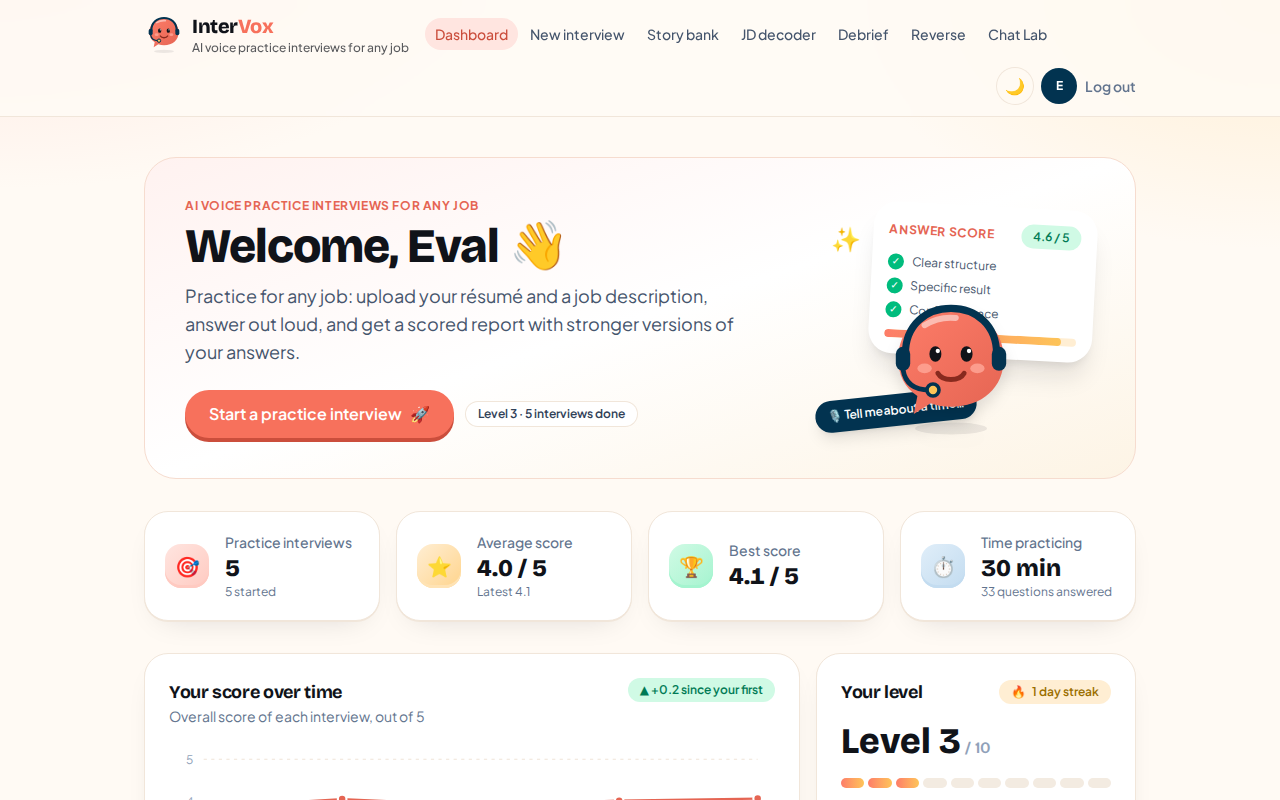 InterVox
AI voice practice interviews for any job
Dashboard
New interview
Story bank
JD decoder
Debrief
Reverse
Chat Lab
E
Log out
AI VOICE PRACTICE INTERVIEWS FOR ANY JOB
Welcome, Eval 👋
Practice for any job: upload your résumé and a job description,
answer out loud, and get a scored report with stronger versions of
your answers.
Start a practice interview 🚀
Level 3 · 5 interviews done
ANSWER SCORE
4.6 / 5
Clear structure
Specific result
Tell me about a time...
Practice interviews
5
5 started
Average score
4.0 / 5
Latest 4.1
Best score
4.1 / 5
Time practicing
30 min
33 questions answered
Your score over time
▲ +0.2 since your first
Overall score of each interview, out of 5
5
Your level
🔥 1 day streak
Level 3 / 10